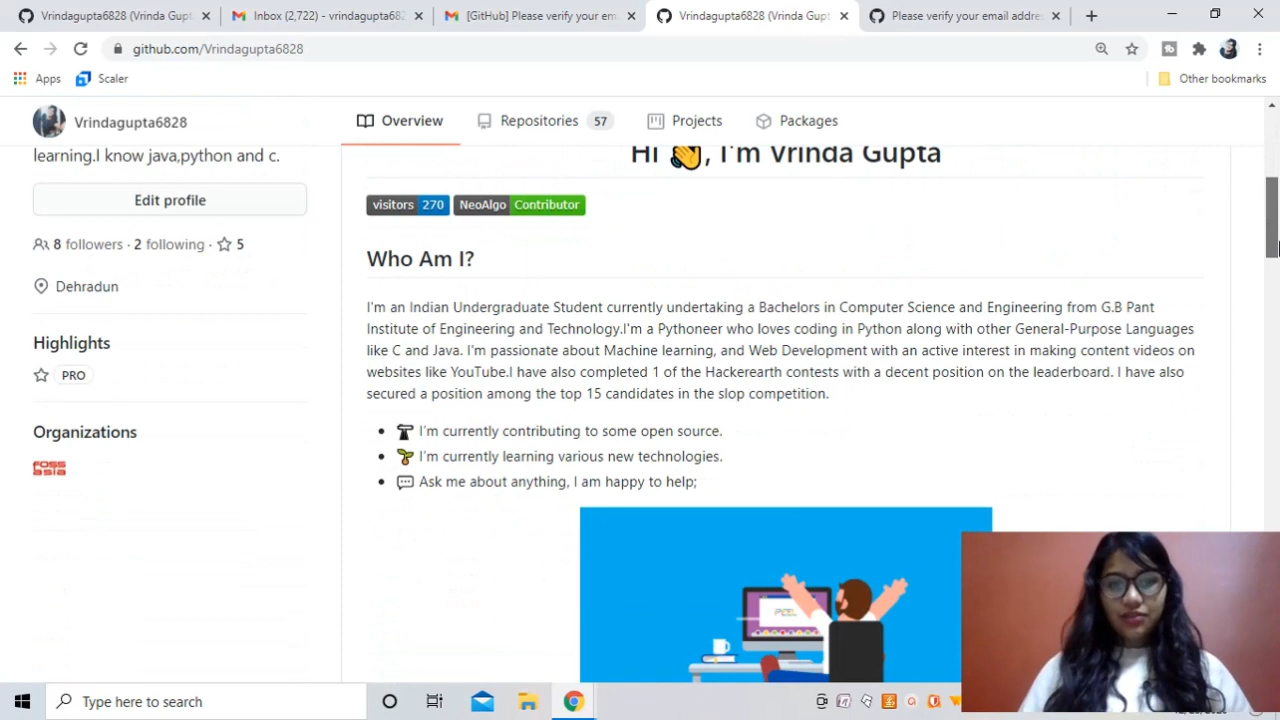 Vrindagupta6828 (Vrinda Gupt
Inbox (2,722) - vrindagupta682
[GitHub] Please verify your ema
Vrindagupta6828 (Vrinda Gupt
Please verify your email addres
github.com/Vrindagupta6828
Apps
Scaler
Other bookmarks
Vrindagupta6828
Overview
Repositories 57
Projects
Packages
learning.I know java,python and c.
Edit profile
8 followers · 2 following · 5
Dehradun
Highlights
PRO
Organizations
FOSS
ASIA
Hi 👋, I'm Vrinda Gupta
visitors 270 NeoAlgo Contributor
Who Am I?
I'm an Indian Undergraduate Student currently undertaking a Bachelors in Computer Science and Engineering from G.B Pant
Institute of Engineering and Technology.I'm a Pythoneer who loves coding in Python along with other General-Purpose Languages
like C and Java. I'm passionate about Machine learning, and Web Development with an active interest in making content videos on
websites like YouTube.I have also completed 1 of the Hackerearth contests with a decent position on the leaderboard. I have also
secured a position among the top 15 candidates in the slop competition.
I'm currently contributing to some open source.
I'm currently learning various new technologies.
Ask me about anything, I am happy to help;
Type here to search